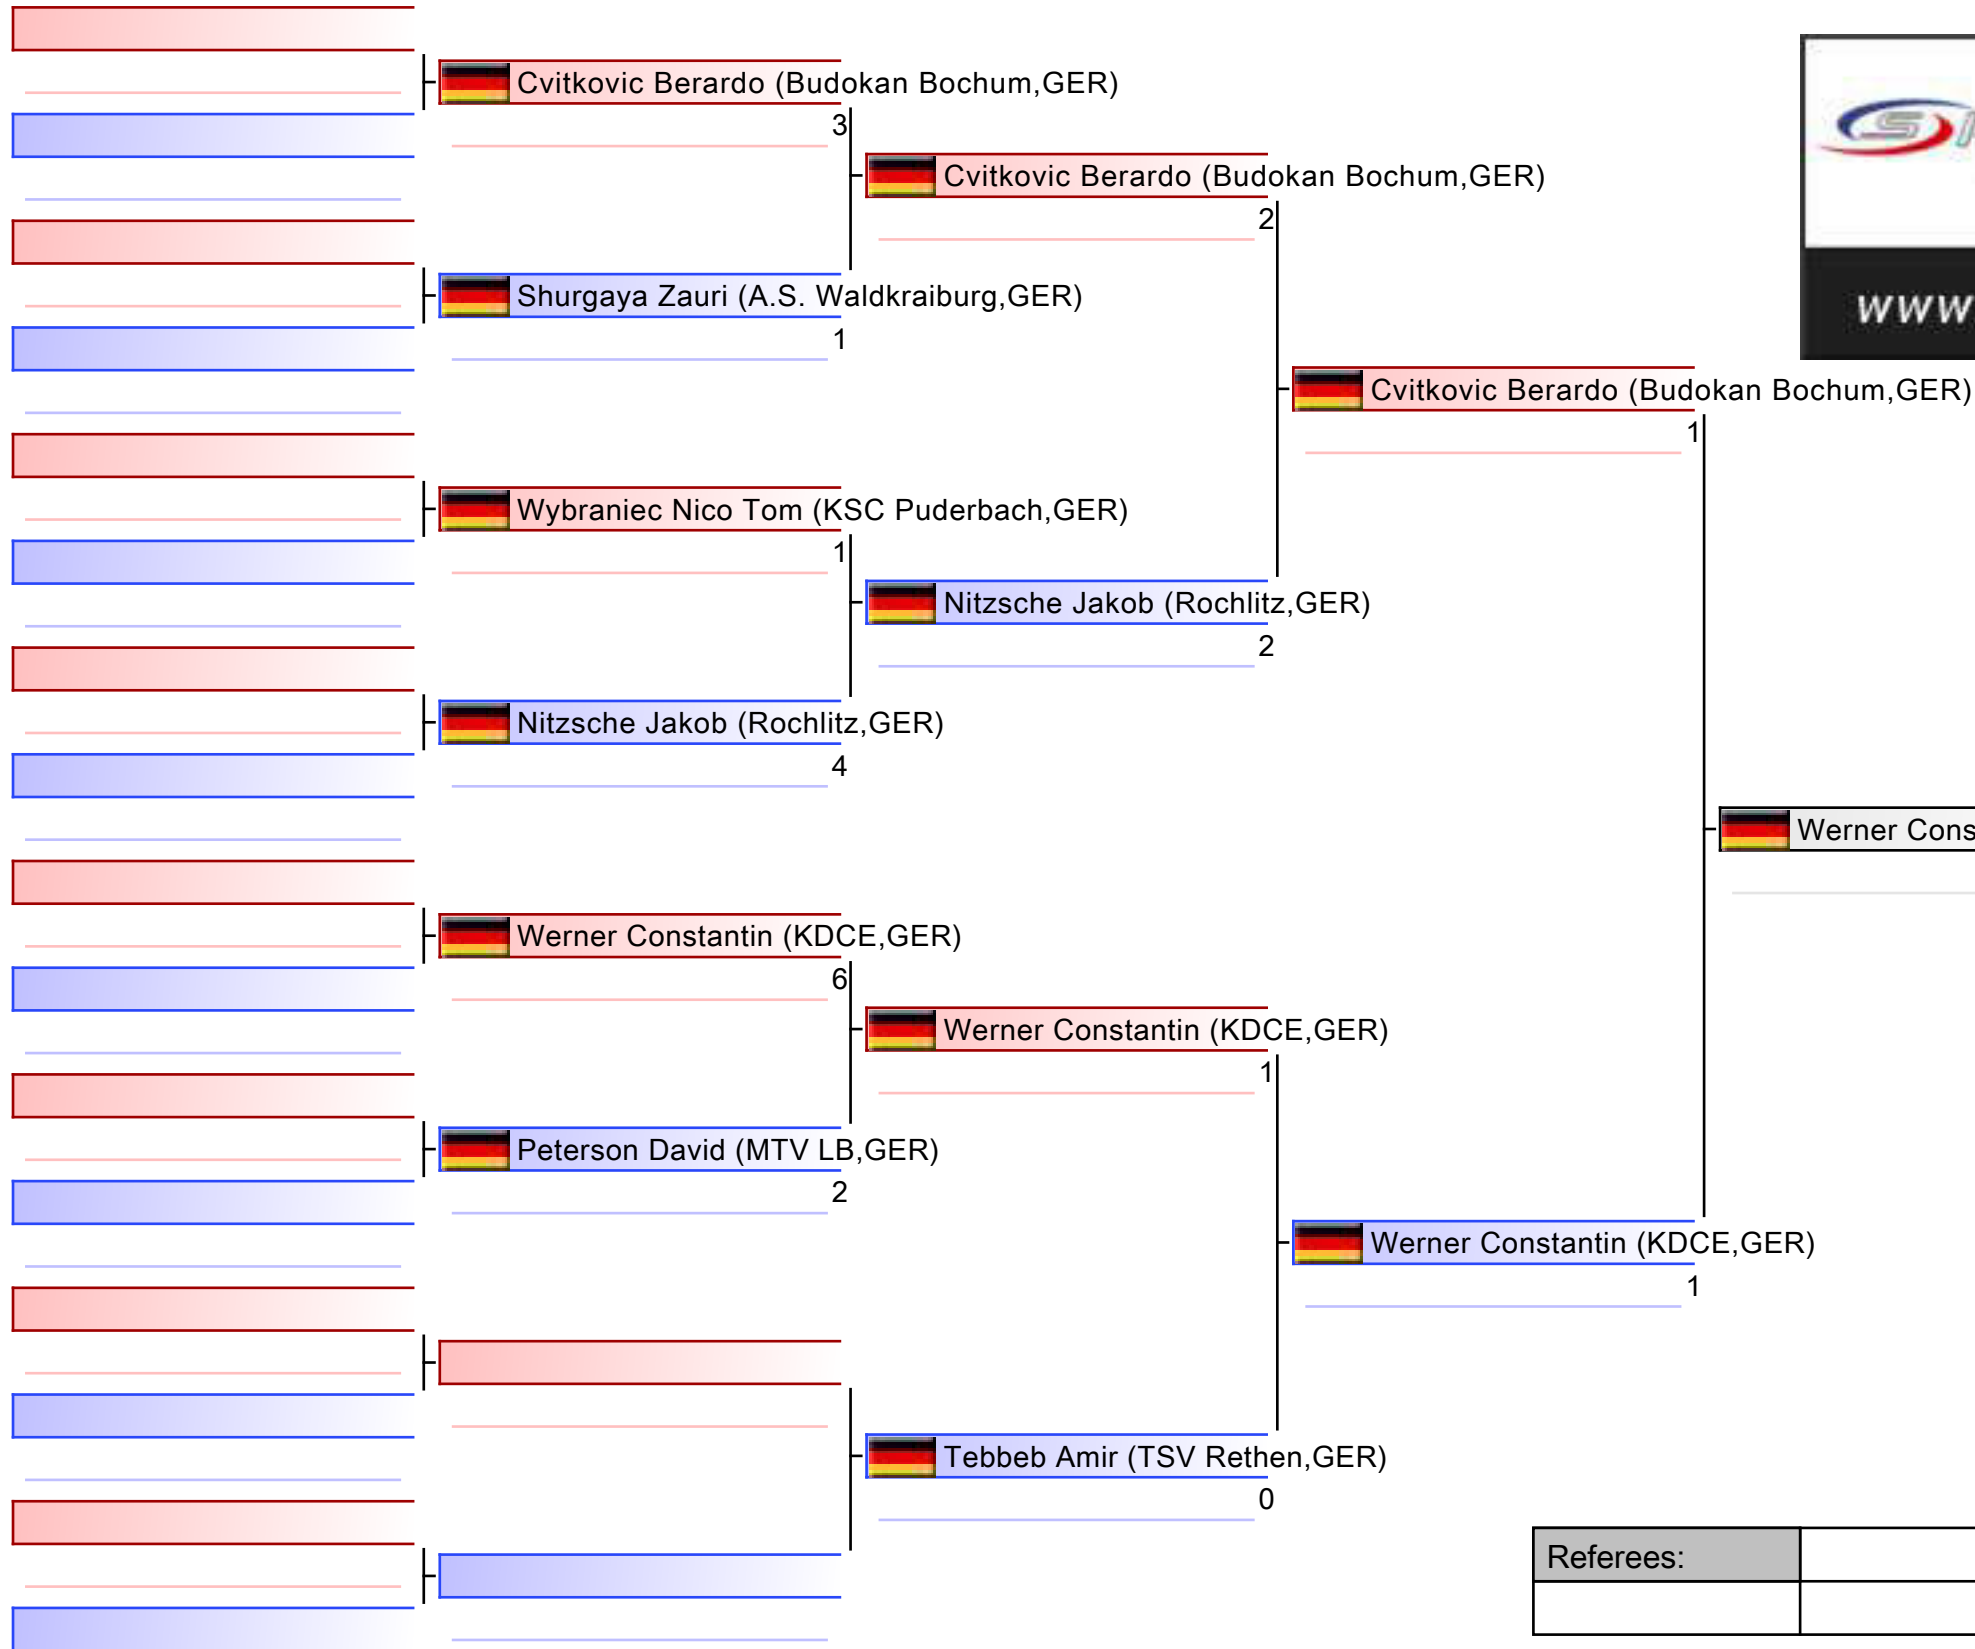 Cvitkovic Berardo (Budokan Bochum,GER)
3
Cvitkovic Berardo (Budokan Bochum,GER)
2
Shurgaya Zauri (A.S. Waldkraiburg,GER)
1
www
Cvitkovic Berardo (Budokan Bochum,GER)
1
Wybraniec Nico Tom (KSC Puderbach,GER)
1
Nitzsche Jakob (Rochlitz,GER)
2
Nitzsche Jakob (Rochlitz,GER)
4
Werner Cons
Werner Constantin (KDCE,GER)
6
Werner Constantin (KDCE,GER)
1
Peterson David (MTV LB,GER)
2
Werner Constantin (KDCE,GER)
1
Tebbeb Amir (TSV Rethen,GER)
0
Referees: